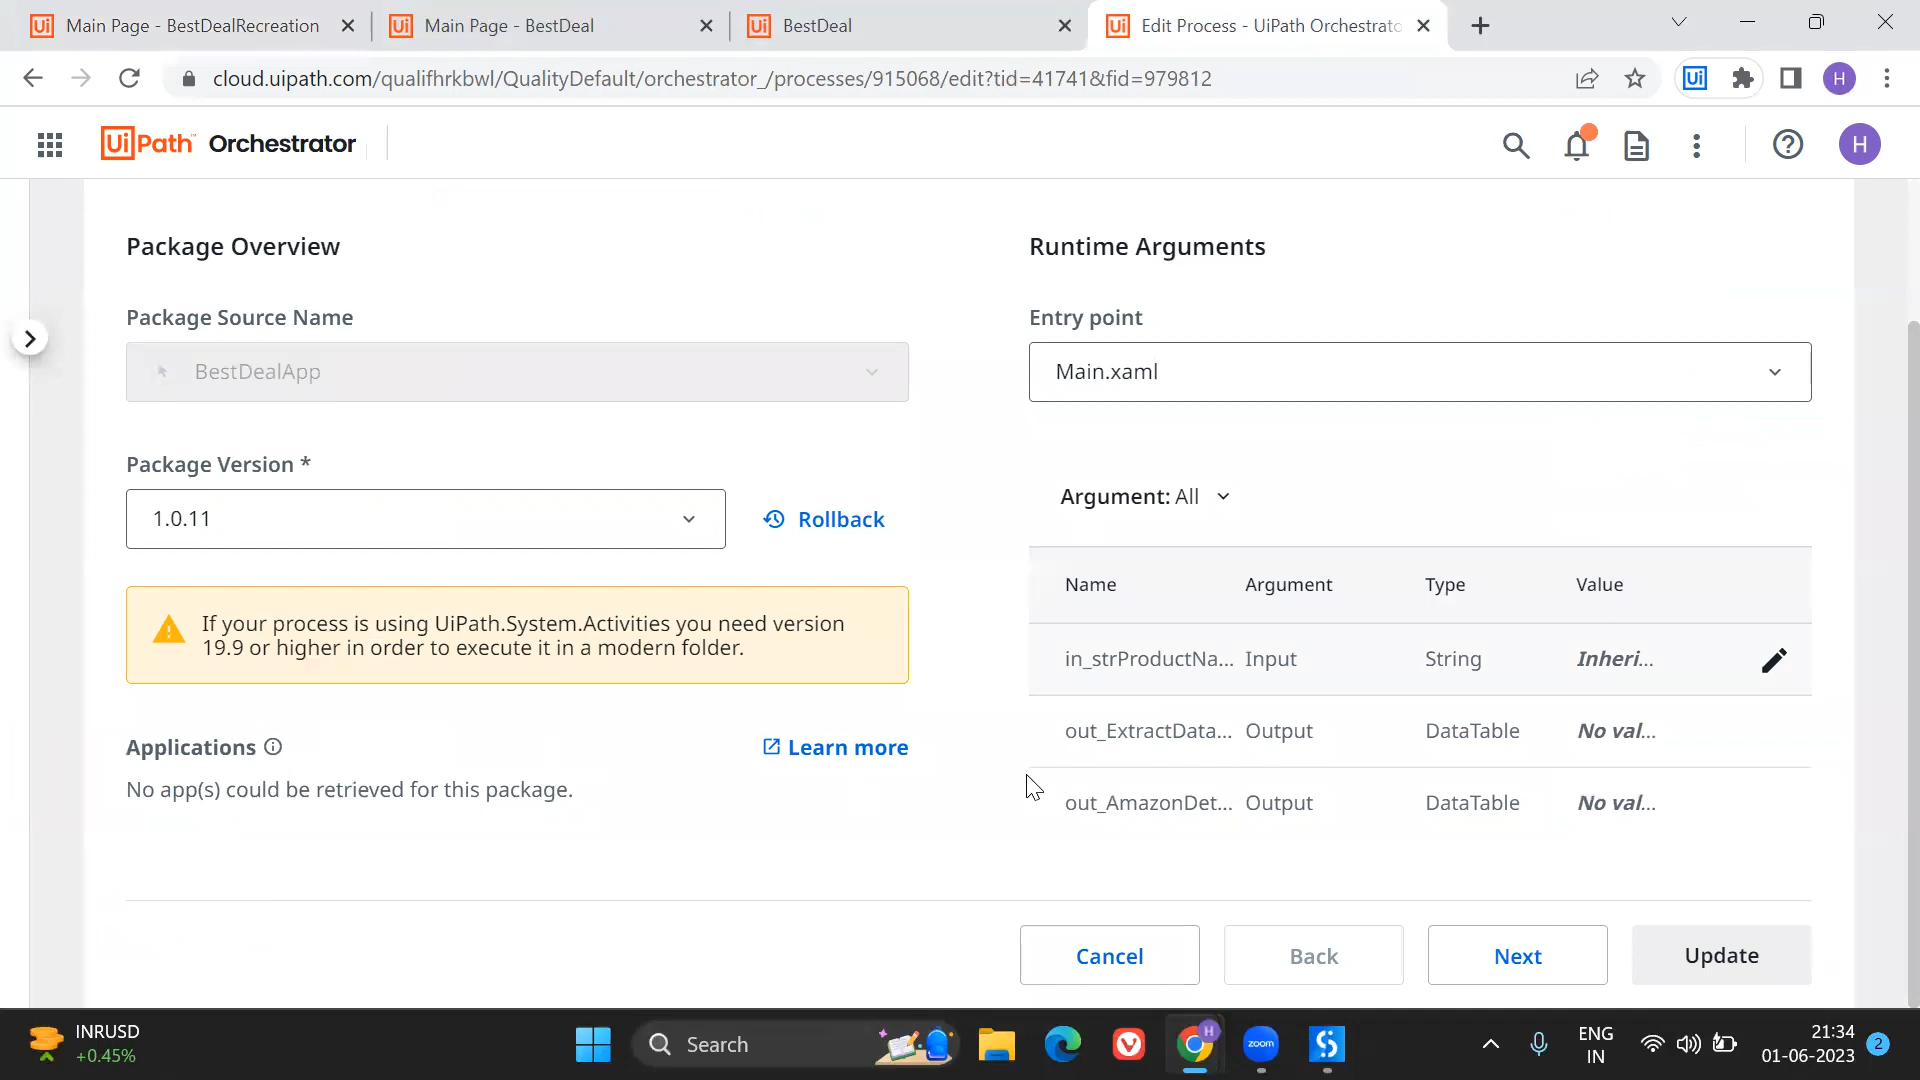 Main Page - BestDealRecreation
Main Page - BestDeal
BestDeal
Edit Process - UiPath Orchestrato
cloud.uipath.com/qualifhrkbwl/QualityDefault/orchestrator_/processes/915068/edit?tid=41741&fid=979812
Ui
H
UiPath Orchestrator
H
Package Overview
Package Source Name
BestDealApp
Package Version *
1.0.11
Rollback
If your process is using UiPath.System.Activities you need version
19.9 or higher in order to execute it in a modern folder.
Applications
Learn more
No app(s) could be retrieved for this package.
Runtime Arguments
Entry point
Main.xaml
Argument: All
Name Argument Type Value
in_strProductNa... Input String Inheri...
out_ExtractData... Output DataTable No val...
out_AmazonDet... Output DataTable No val...
Cancel
Back
Next
Update
INRUSD
+0.45%
Search
H
zoom
ENG
IN
21:34
01-06-2023
2